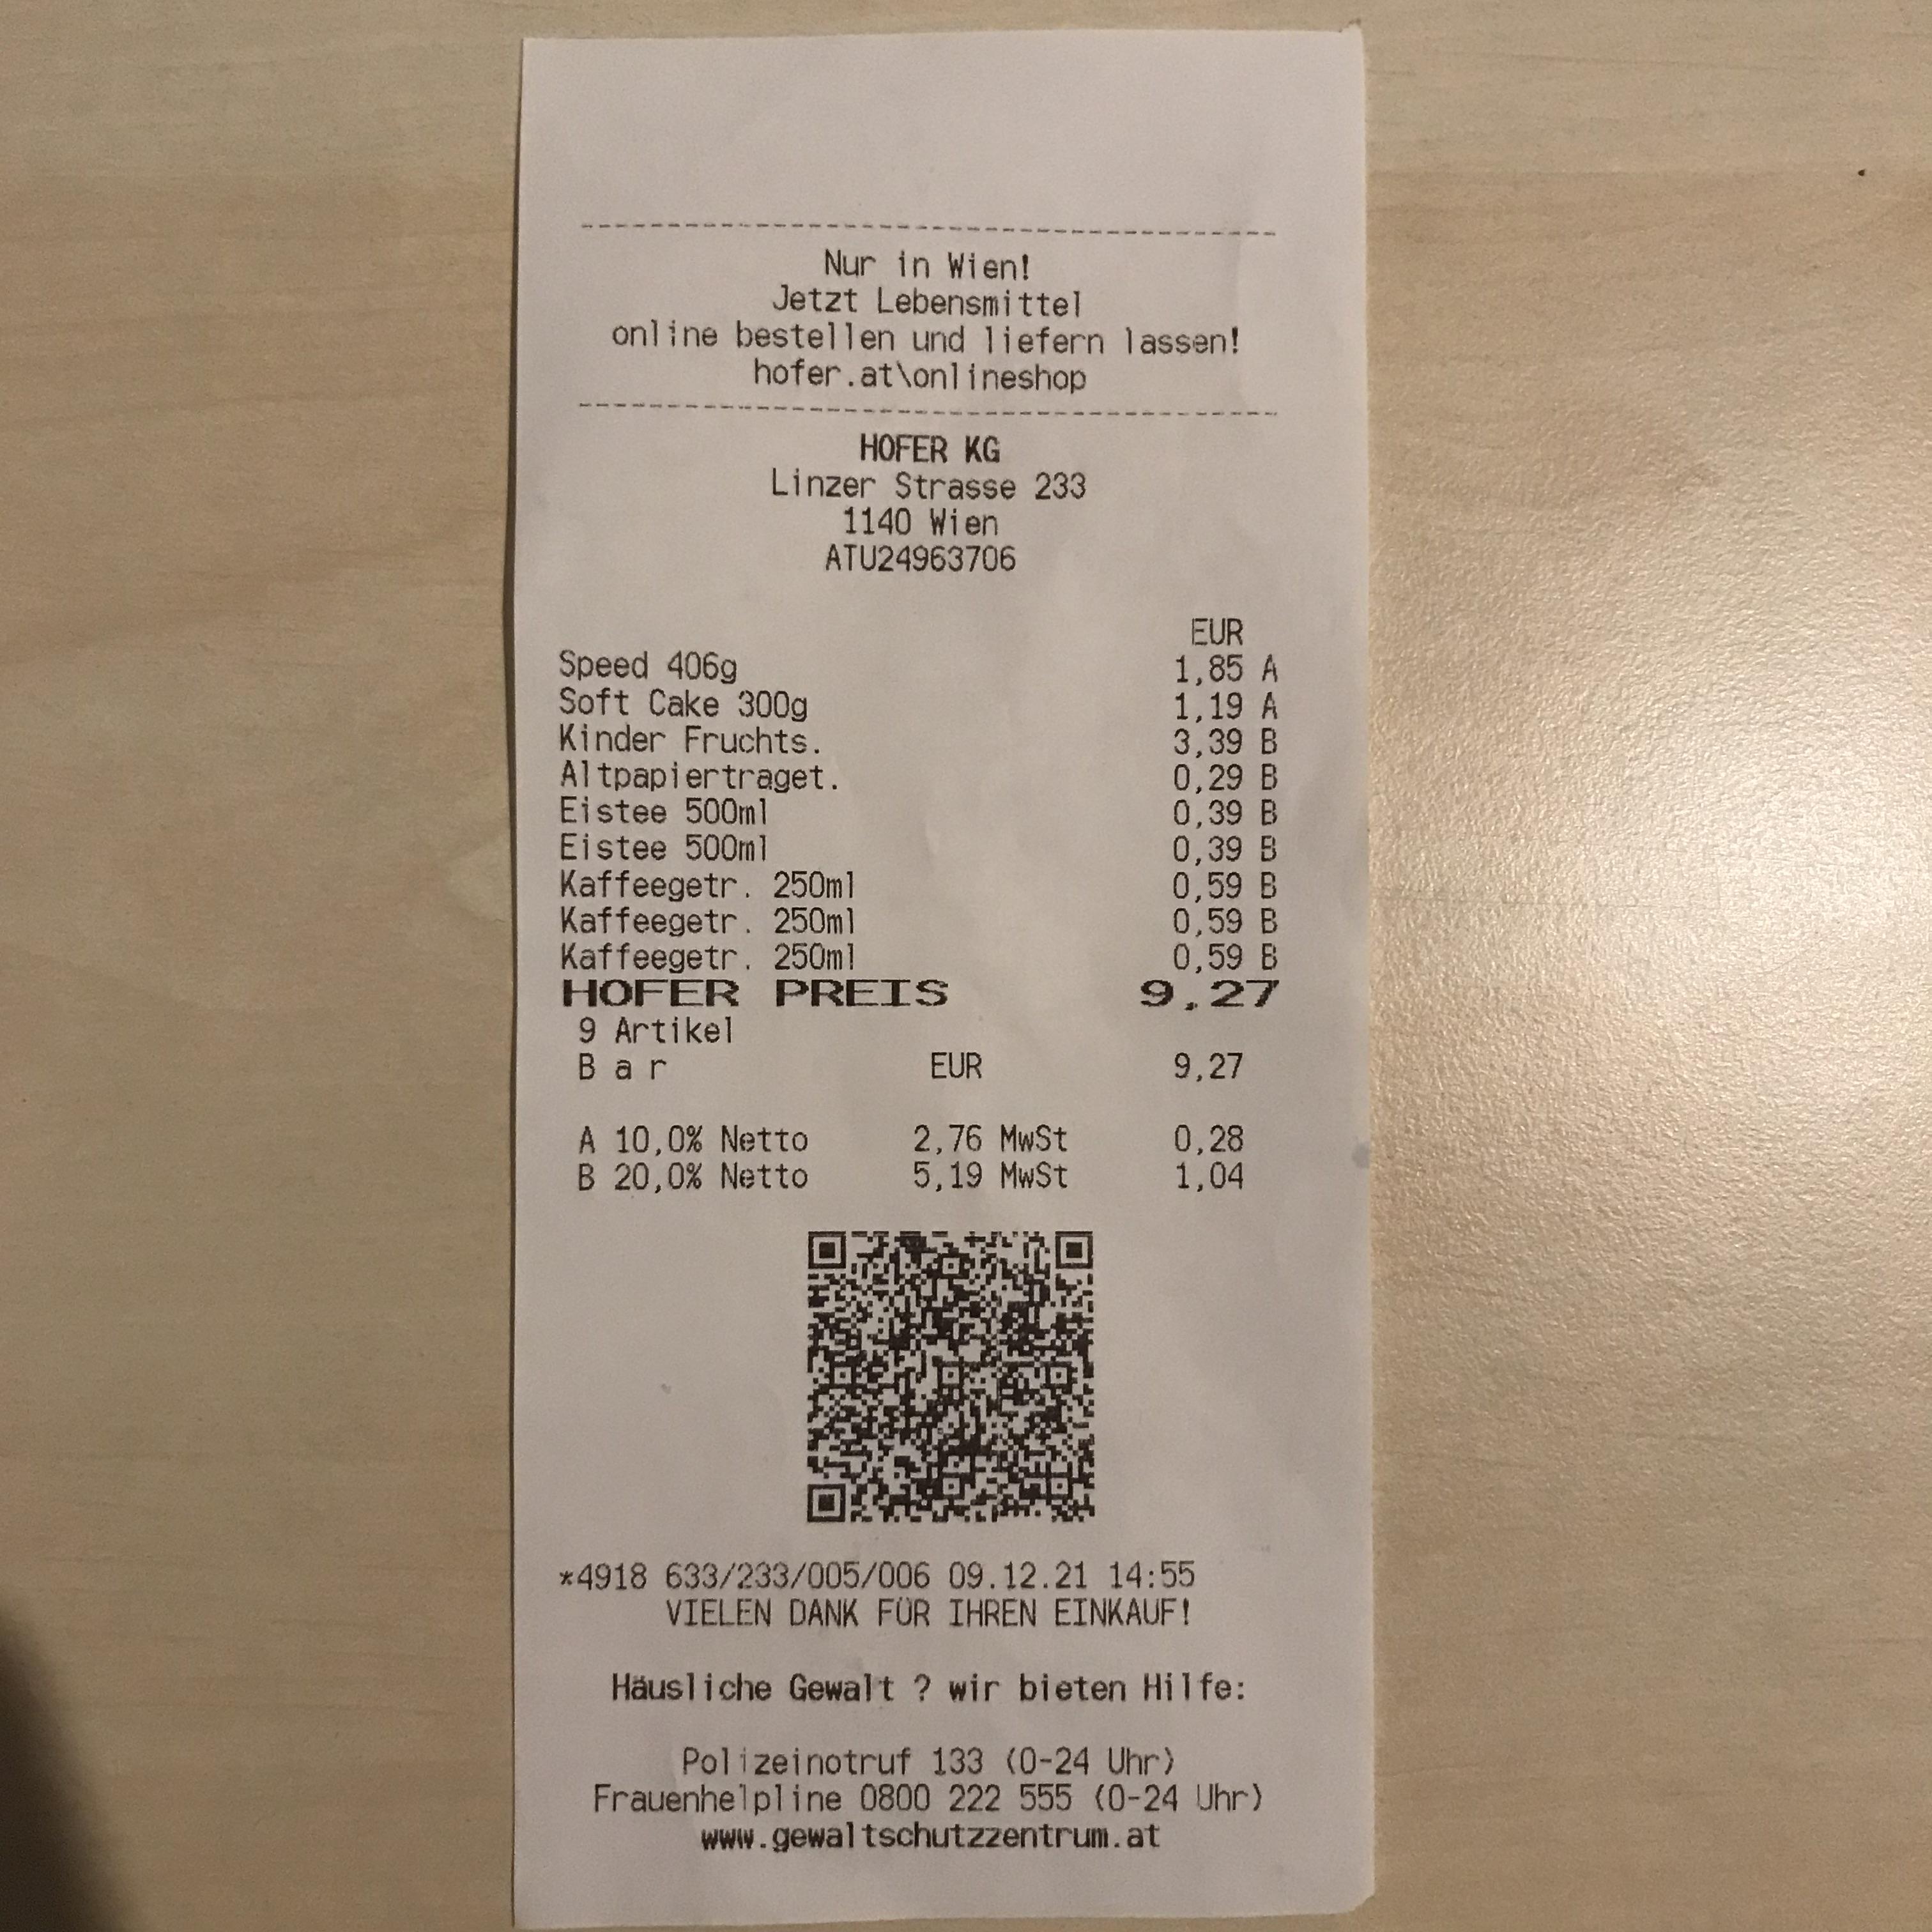 Nur in Wien!
Jetzt Lebensmittel
online bestellen und liefern lassen!
hofer.at\onlineshop
HOFER KG
Linzer Strasse 233
1140 Wien
ATU24963706
EUR
Speed 406g 1,85 A
Soft Cake 300g 1,19 A
Kinder Fruchts. 3,39 B
Altpapiertraget. 0,29 B
Eistee 500ml 0,39 B
Eistee 500ml 0,39 B
Kaffeegetr. 250ml 0,59 B
Kaffeegetr. 250ml 0,59 B
Kaffeegetr. 250ml 0,59 B
HOFER PREIS 9,27
9 Artikel
B a r EUR 9,27
A 10,0% Netto 2,76 MwSt 0,28
B 20,0% Netto 5,19 MwSt 1,04
*4918 633/233/005/006 09.12.21 14:55
VIELEN DANK FÜR IHREN EINKAUF!
Häusliche Gewalt ? wir bieten Hilfe:
Polizeinotruf 133 (0-24 Uhr)
Frauenhelpline 0800 222 555 (0-24 Uhr)
www.gewaltschutzzentrum.at